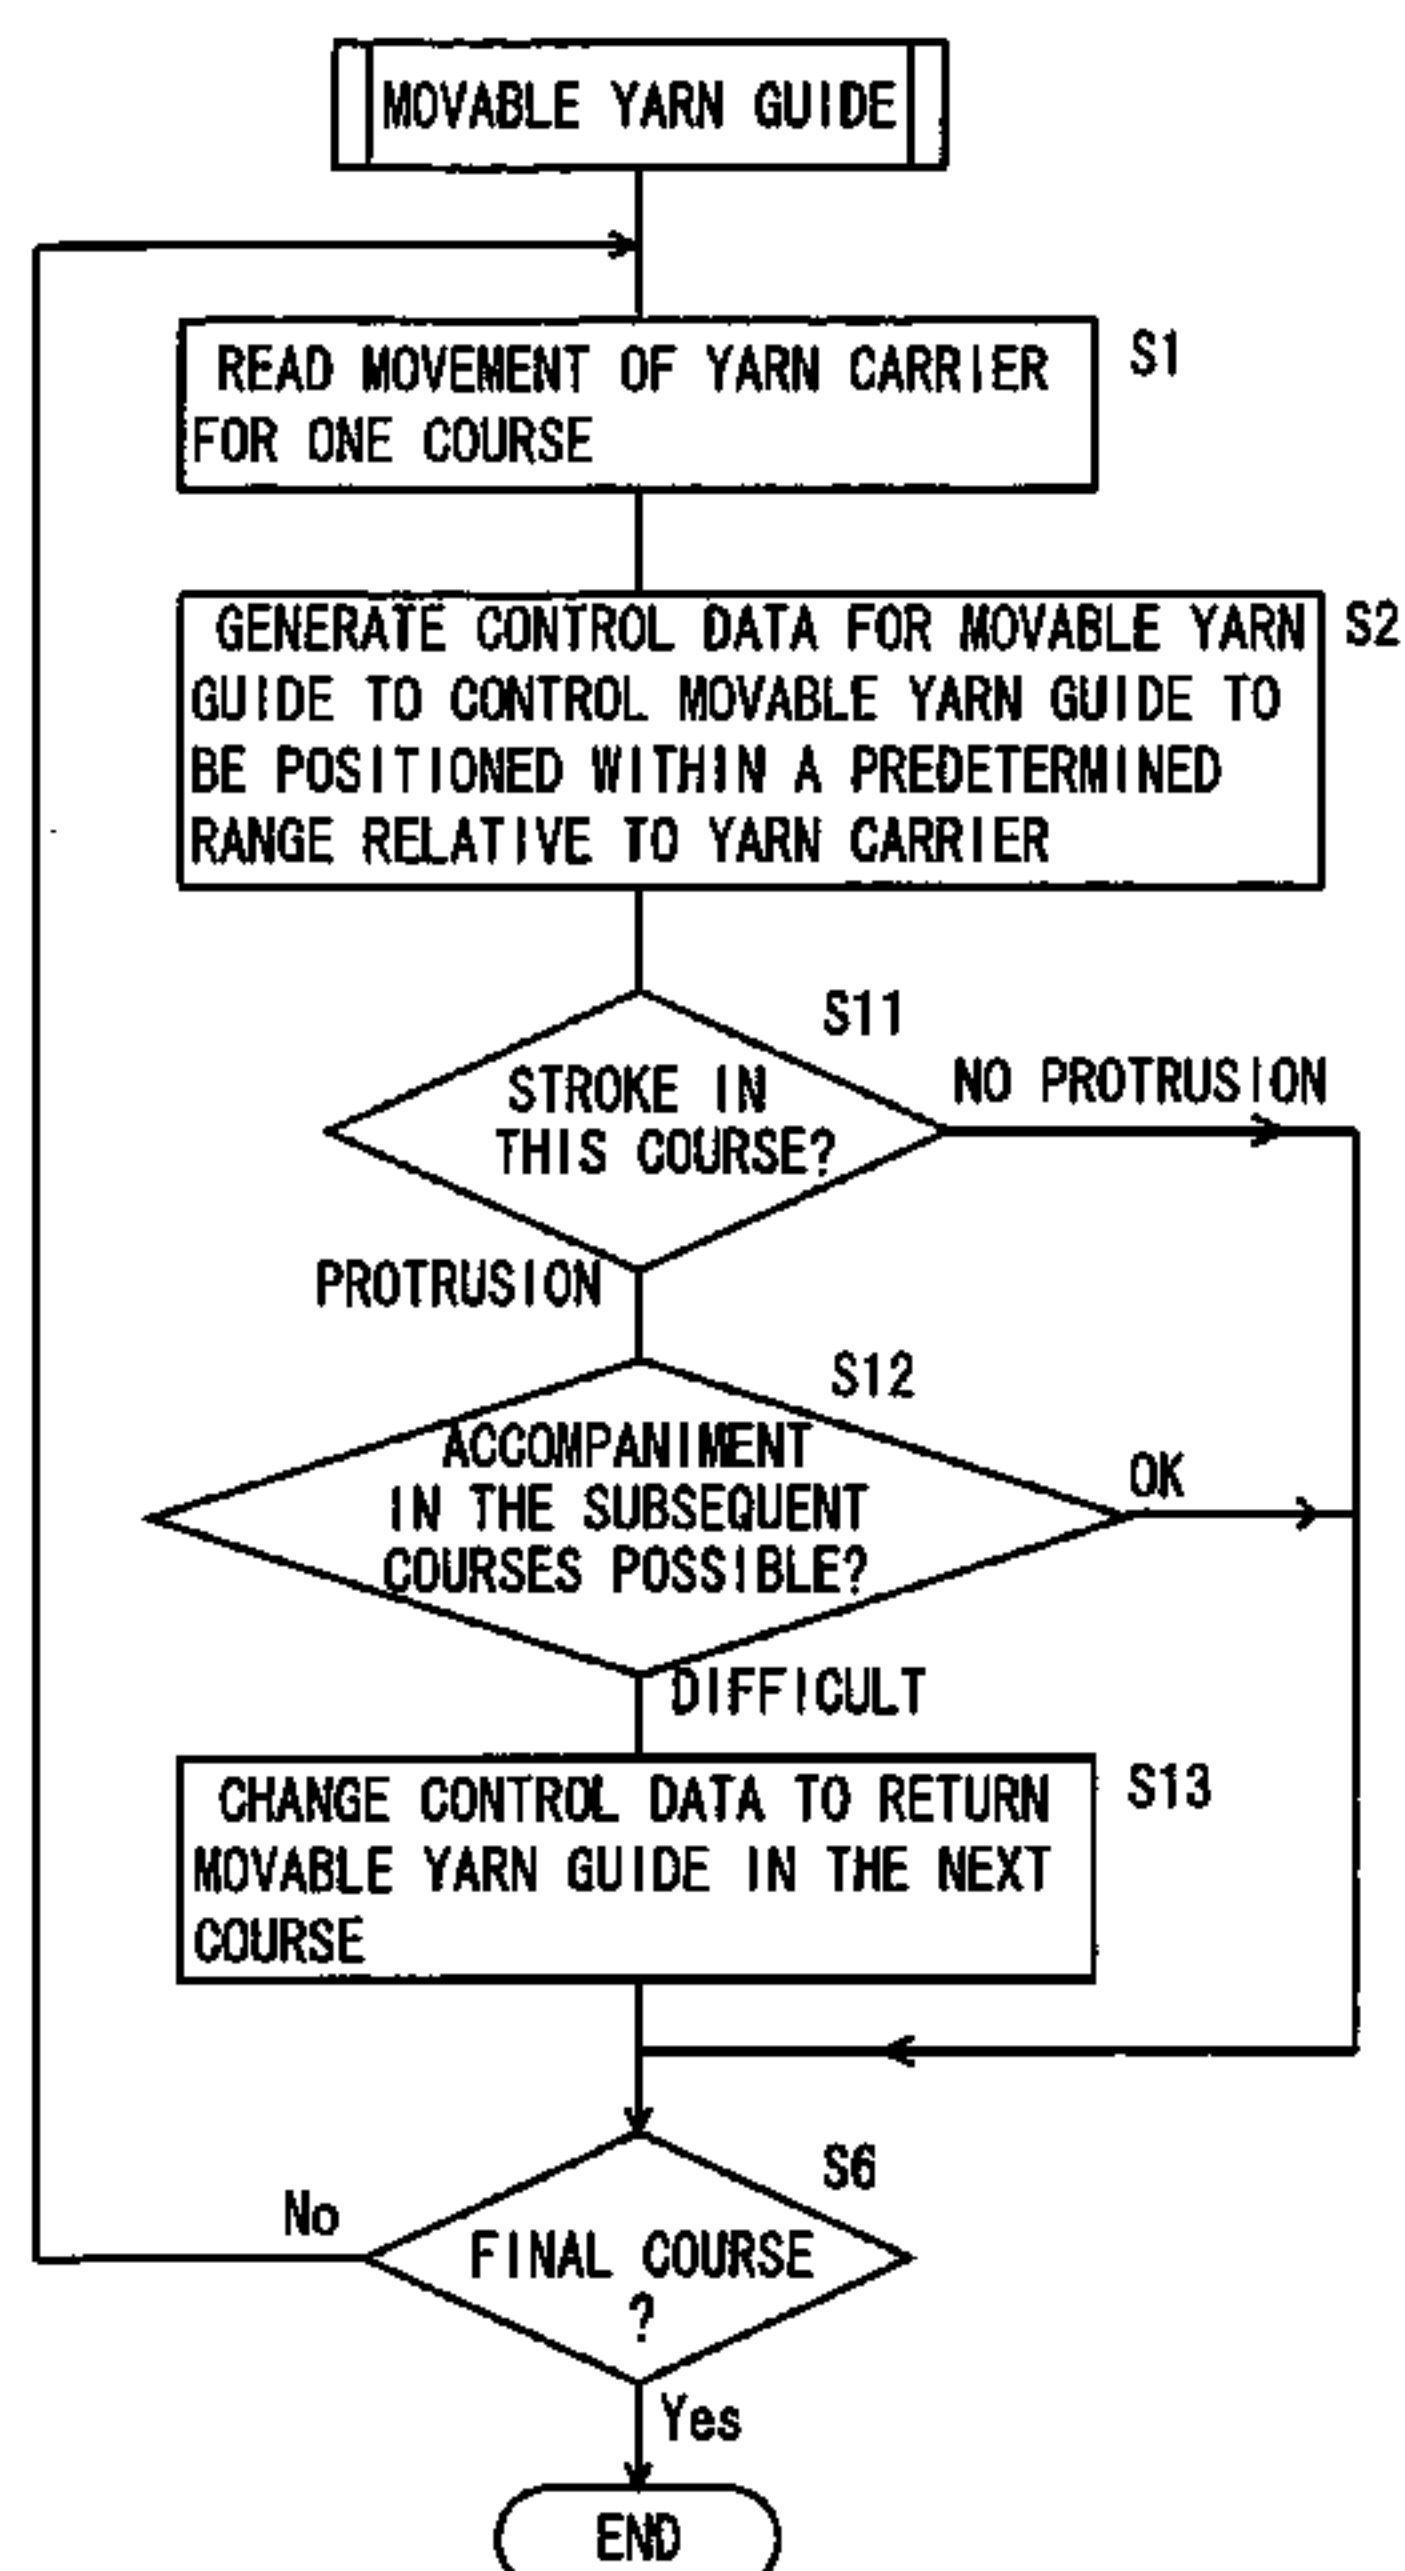 MOVABLE YARN GUIDE
READ MOVEMENT OF YARN CARRIER
FOR ONE COURSE
S1
GENERATE CONTROL DATA FOR MOVABLE YARN
GUIDE TO CONTROL MOVABLE YARN GUIDE TO
BE POSITIONED WITHIN A PREDETERMINED
RANGE RELATIVE TO YARN CARRIER
S2
S11
STROKE IN
THIS COURSE?
NO PROTRUSION
PROTRUSION
S12
ACCOMPANIMENT
IN THE SUBSEQUENT
COURSES POSSIBLE?
OK
DIFFICULT
CHANGE CONTROL DATA TO RETURN
MOVABLE YARN GUIDE IN THE NEXT
COURSE
S13
S6
FINAL COURSE
?
No
Yes
END